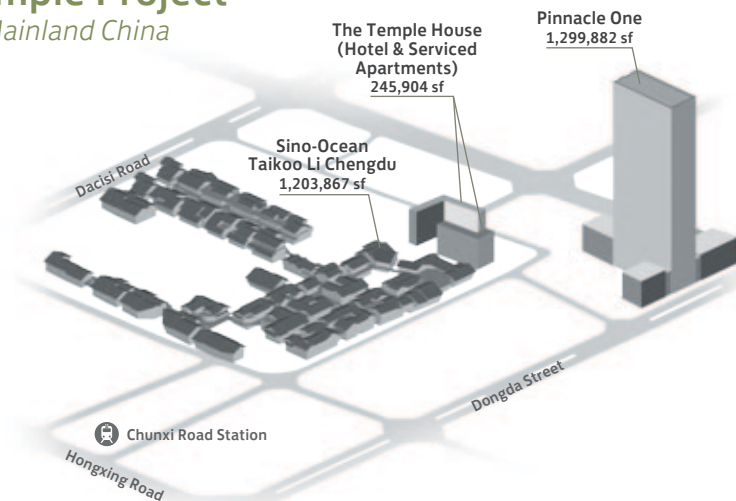 mple Project
ainland China
The Temple House
(Hotel & Serviced
Apartments)
245,904 sf
Pinnacle One
1,299,882 sf
Sino-Ocean
Taikoo Li Chengdu
1,203,867 sf
Dacisi Road
Dongda Street
Chunxi Road Station
Hongxing Road